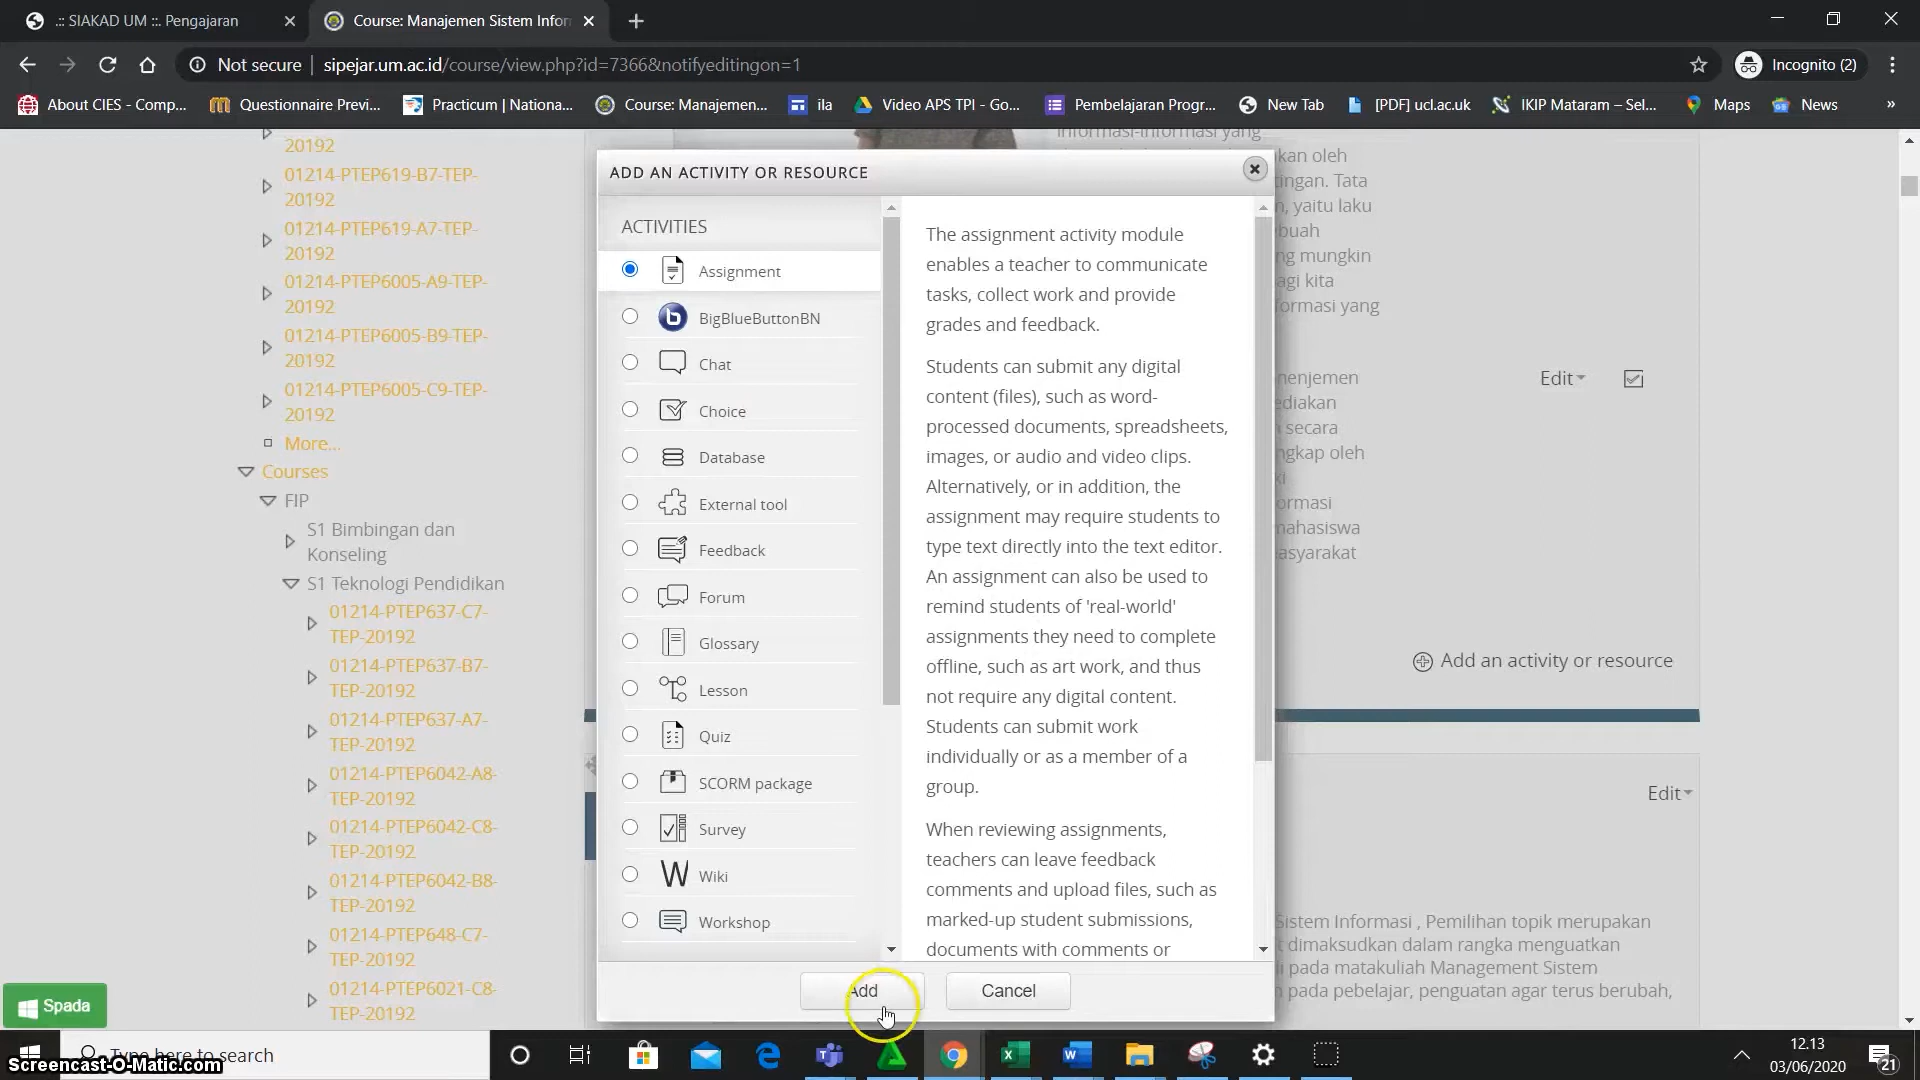 .:: SIAKAD UM ::. Pengajaran
Course: Manajemen Sistem Infor
Not secure | sipejar.um.ac.id/course/view.php?id=7366&notifyeditingon=1
Incognito (2)
About CIES - Comp...
Questionnaire Previ...
Practicum | Nationa...
Course: Manajemen...
ila
Video APS TPI - Go...
Pembelajaran Progr...
New Tab
[PDF] ucl.ac.uk
IKIP Mataram – Sel...
Maps
News
»
20192
01214-PTEP619-B7-TEP-
20192
01214-PTEP619-A7-TEP-
20192
01214-PTEP6005-A9-TEP-
20192
01214-PTEP6005-B9-TEP-
20192
01214-PTEP6005-C9-TEP-
20192
More...
Courses
FIP
S1 Bimbingan dan
Konseling
S1 Teknologi Pendidikan
01214-PTEP637-C7-
TEP-20192
01214-PTEP637-B7-
TEP-20192
01214-PTEP637-A7-
TEP-20192
01214-PTEP6042-A8-
TEP-20192
01214-PTEP6042-C8-
TEP-20192
01214-PTEP6042-B8-
TEP-20192
01214-PTEP648-C7-
TEP-20192
01214-PTEP6021-C8-
TEP-20192
Spada
ADD AN ACTIVITY OR RESOURCE
ACTIVITIES
Assignment
BigBlueButtonBN
Chat
Choice
Database
External tool
Feedback
Forum
Glossary
Lesson
Quiz
SCORM package
Survey
Wiki
Workshop
The assignment activity module
enables a teacher to communicate
tasks, collect work and provide
grades and feedback.
Students can submit any digital
content (files), such as word-
processed documents, spreadsheets,
images, or audio and video clips.
Alternatively, or in addition, the
assignment may require students to
type text directly into the text editor.
An assignment can also be used to
remind students of 'real-world'
assignments they need to complete
offline, such as art work, and thus
not require any digital content.
Students can submit work
individually or as a member of a
group.
When reviewing assignments,
teachers can leave feedback
comments and upload files, such as
marked-up student submissions,
documents with comments or
Add
Cancel
informasi-informasi yang
kan oleh
tingan. Tata
n, yaitu laku
buah
ng mungkin
agi kita
formasi yang
menjemen
ediakan
secara
ngkap oleh
ki
ormasi
mahasiswa
asyarakat
Edit
Add an activity or resource
Edit
Sistem Informasi , Pemilihan topik merupakan
t dimaksudkan dalam rangka menguatkan
i pada matakuliah Management Sistem
n pada pebelajar, penguatan agar terus berubah,
Type here to search
Screencast-O-Matic.com
12.13
03/06/2020
21